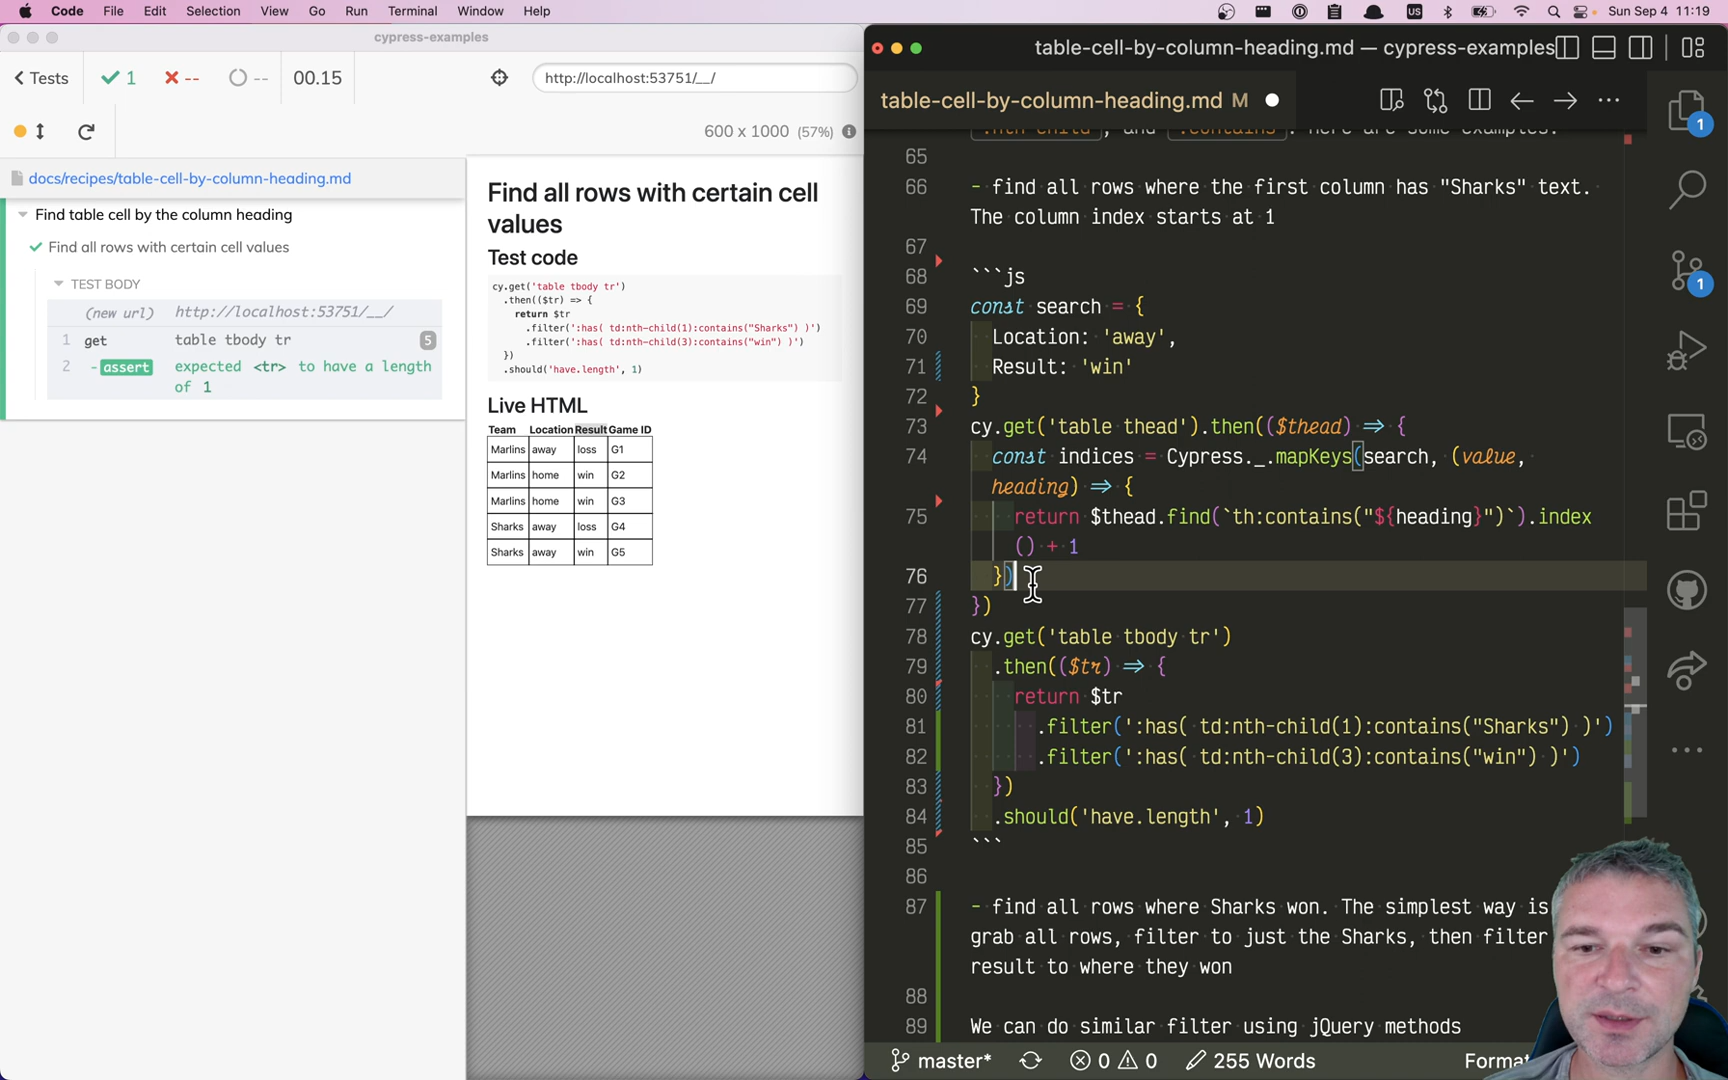 Code File Edit Selection View Go Run Terminal Window Help
US Sun Sep 4 11:19
cypress-examples
Tests 1 -- -- 00.15
http://localhost:53751/__/
600 x 1000 (57%)
docs/recipes/table-cell-by-column-heading.md
Find table cell by the column heading
Find all rows with certain cell values
TEST BODY
(new url) http://localhost:53751/__/
1 get table tbody tr 5
2 -assert expected <tr> to have a length
of 1
Find all rows with certain cell
values
Test code
cy.get('table tbody tr')
.then(($tr) => {
return $tr
.filter(':has( td:nth-child(1):contains("Sharks") )')
.filter(':has( td:nth-child(3):contains("win") )')
})
.should('have.length', 1)
Live HTML
Team Location Result Game ID
Marlins away loss G1
Marlins home win G2
Marlins home win G3
Sharks away loss G4
Sharks away win G5
table-cell-by-column-heading.md — cypress-examples
table-cell-by-column-heading.md M
1
1
65
66 - find all rows where the first column has "Sharks" text.
The column index starts at 1
67
68 ```js
69 const search = {
70 Location: 'away',
71 Result: 'win'
72 }
73 cy.get('table thead').then(($thead) => {
74 const indices = Cypress._.mapKeys(search, (value,
heading) => {
75 return $thead.find(`th:contains("${heading}")`).index
() + 1
76 })
77 })
78 cy.get('table tbody tr')
79 .then(($tr) => {
80 return $tr
81 .filter(':has( td:nth-child(1):contains("Sharks") )')
82 .filter(':has( td:nth-child(3):contains("win") )')
83 })
84 .should('have.length', 1)
85 ```
86
87 - find all rows where Sharks won. The simplest way is
grab all rows, filter to just the Sharks, then filter
result to where they won
88
89 We can do similar filter using jQuery methods
master* 0 0 255 Words